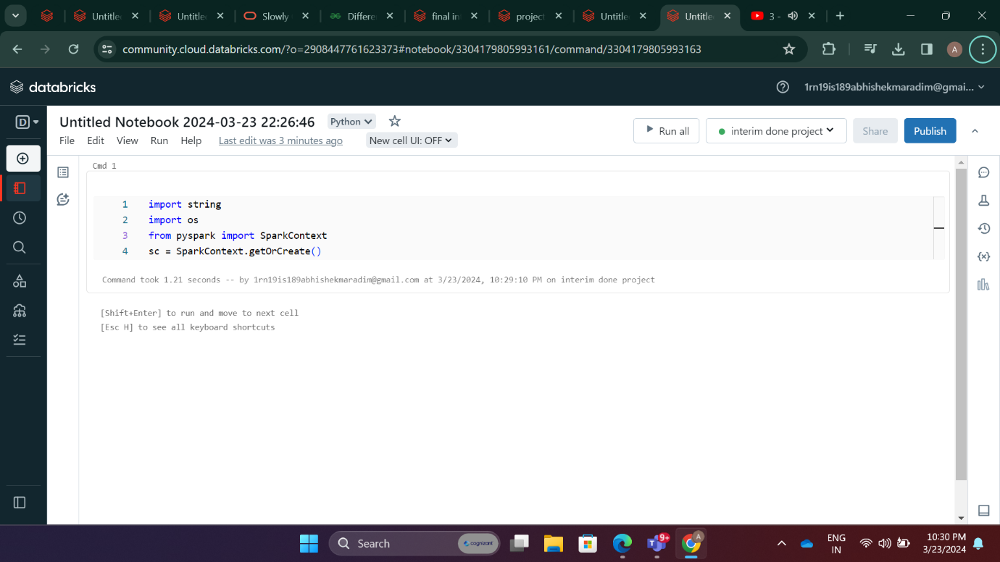 Untitle
Untitle
Slowly
Differe
final in
project
Untitle
Untitle
3 -
community.cloud.databricks.com/?o=2908447761623373#notebook/3304179805993161/command/3304179805993163
A
databricks
1rn19is189abhishekmaradim@gmai...
D
Untitled Notebook 2024-03-23 22:26:46
Python
File Edit View Run Help Last edit was 3 minutes ago New cell UI: OFF
Run all
interim done project
Share
Publish
Cmd 1
1 import string
2 import os
3 from pyspark import SparkContext
4 sc = SparkContext.getOrCreate()
Command took 1.21 seconds -- by 1rn19is189abhishekmaradim@gmail.com at 3/23/2024, 10:29:10 PM on interim done project
[Shift+Enter] to run and move to next cell
[Esc H] to see all keyboard shortcuts
{x}
Search
cognizant
9+
A
ENG
IN
10:30 PM
3/23/2024